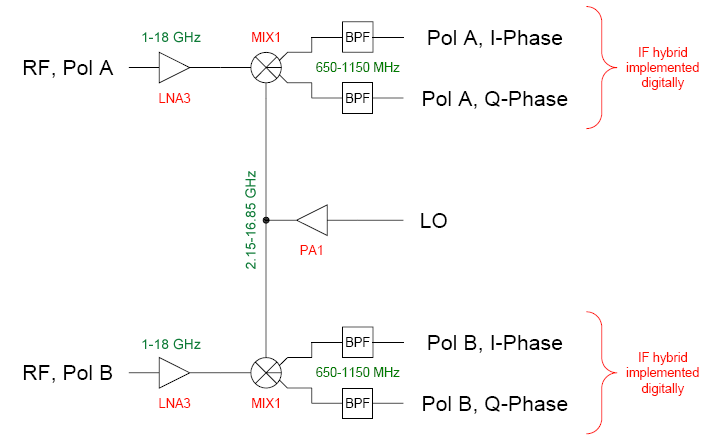 1-18 GHz
MIX1
BPF
Pol A, I-Phase
IF hybrid
implemented
digitally
RF, Pol A
650-1150 MHz
LNA3
BPF
Pol A, Q-Phase
2.15-16.85 GHz
PA1
LO
1-18 GHz
BPF
Pol B, I-Phase
IF hybrid
implemented
digitally
RF, Pol B
650-1150 MHz
LNA3
MIX1
BPF
Pol B, Q-Phase